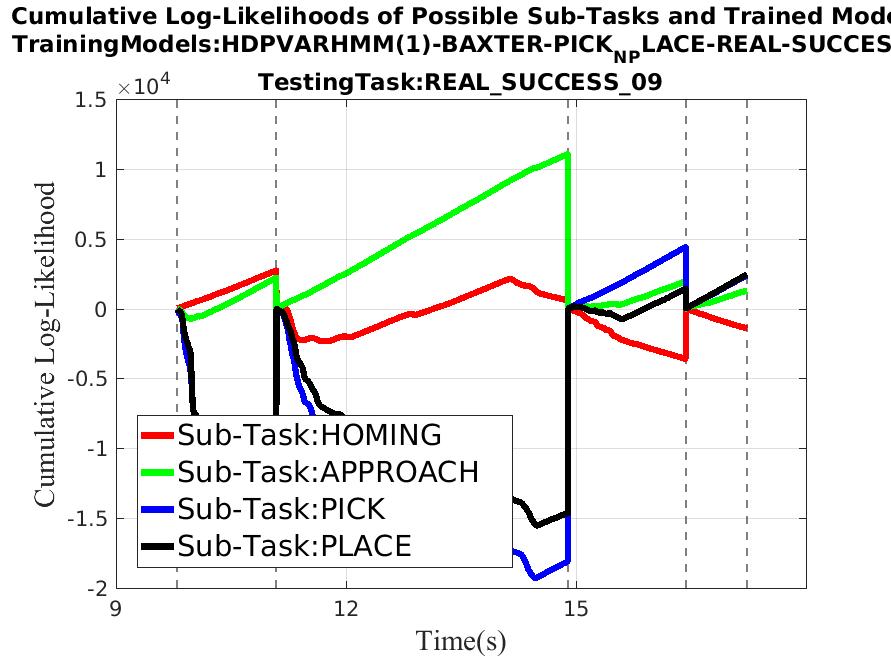 Cumulative Log-Likelihoods of Possible Sub-Tasks and Trained Mode
TrainingModels:HDPVARHMM(1)-BAXTER-PICKNPLACE-REAL-SUCCES
TestingTask:REAL_SUCCESS_09
×10⁴
1.5
1
0.5
0
-0.5
-1
-1.5
-2
Cumulative Log-Likelihood
Sub-Task:HOMING
Sub-Task:APPROACH
Sub-Task:PICK
Sub-Task:PLACE
9 12 15
Time(s)